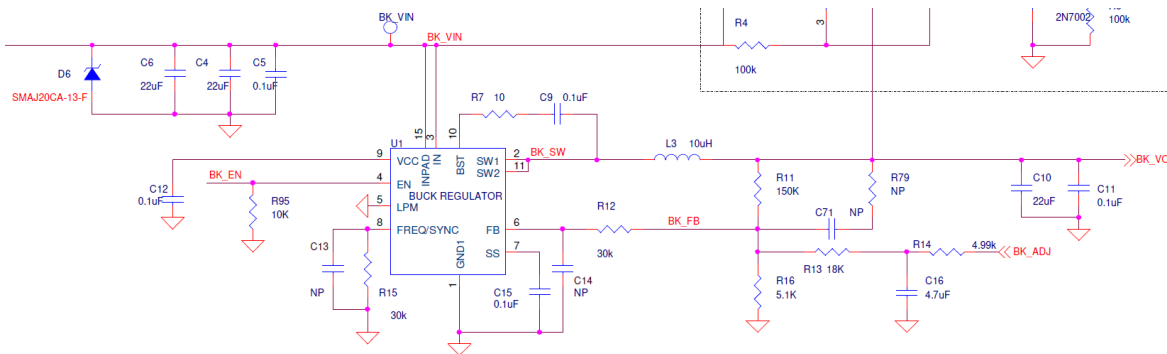 BK_VIN
BK_VIN
R4
3
2N7002
100k
100k
D6
C6
C4
C5
22uF
22uF
0.1uF
SMAJ20CA-13-F
R7 10
C9 0.1uF
15
3
10
U1
L3 10uH
9
VCC
INPAD
IN
BST
SW1
2
BK_SW
SW2
11
BK_VO
BK_EN
4
EN
BUCK REGULATOR
C12
0.1uF
R95
10K
5
LPM
R11
150K
R79
NP
C10
22uF
C11
0.1uF
R12
C71
NP
8
FREQ/SYNC
FB
6
BK_FB
30k
C13
NP
GND1
SS
7
R15
30k
1
C15
0.1uF
C14
NP
R13 18K
R14
4.99k
BK_ADJ
R16
5.1K
C16
4.7uF